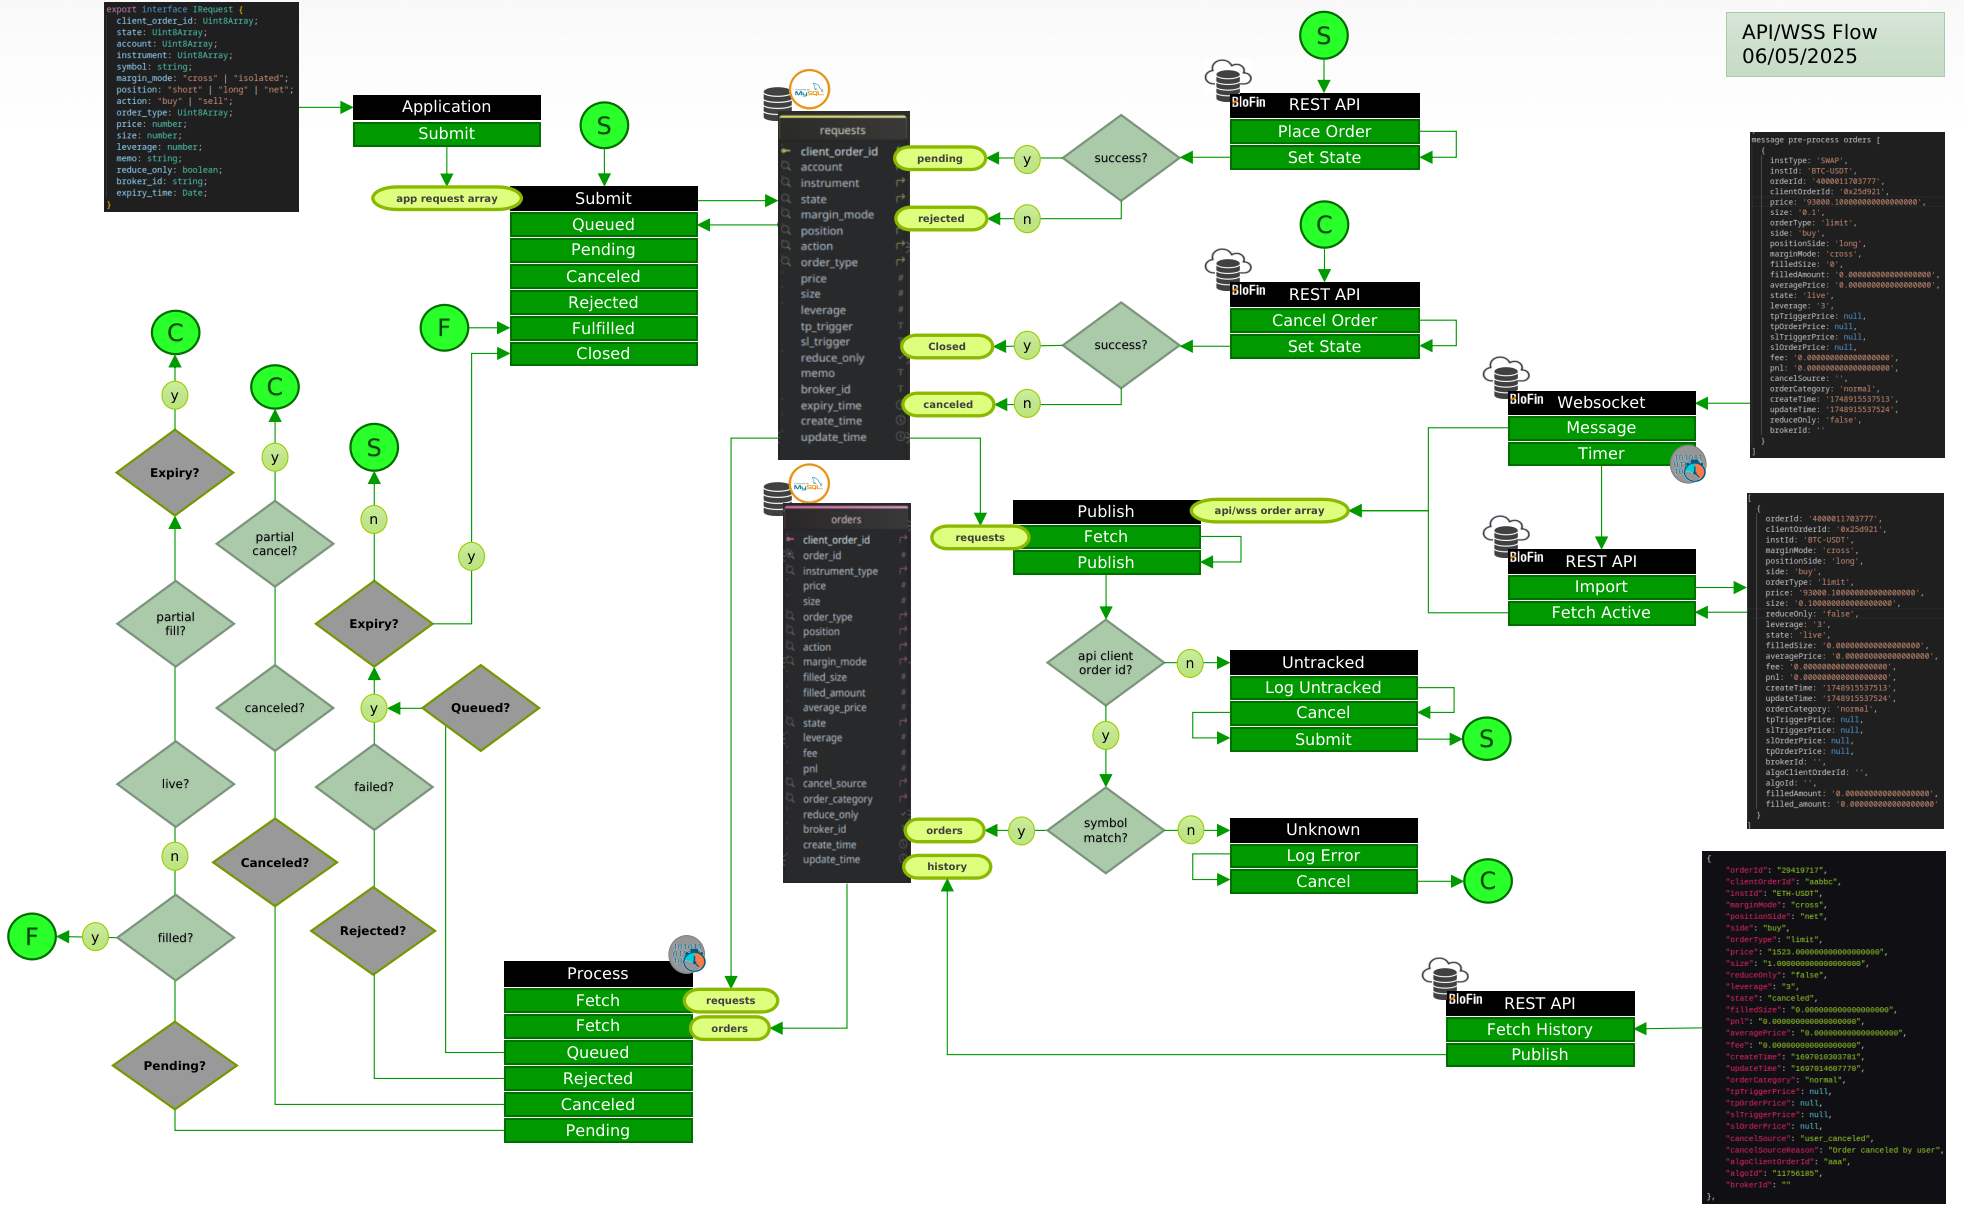 export interface IRequest {
client_order_id: Uint8Array;
state: Uint8Array;
account: Uint8Array;
instrument: Uint8Array;
symbol: string;
margin_mode: "cross" | "isolated";
position: "short" | "long" | "net";
action: "buy" | "sell";
order_type: Uint8Array;
price: number;
size: number;
leverage: number;
memo: string;
reduce_only: boolean;
broker_id: string;
expiry_time: Date;
}
Application
Submit
app request array
S
Submit
Queued
Pending
Canceled
Rejected
Fulfilled
Closed
F
MySQL
requests
client_order_id
account
instrument
state
margin_mode
position
action
order_type
price
size
leverage
tp_trigger
sl_trigger
reduce_only
memo
broker_id
expiry_time
create_time
update_time
pending
y
rejected
n
success?
S
BloFin
REST API
Place Order
Set State
Closed
y
canceled
n
success?
C
BloFin
REST API
Cancel Order
Set State
API/WSS Flow
06/05/2025
message pre-process orders [
{
instType: 'SWAP',
instId: 'BTC-USDT',
orderId: '4000011703777',
clientOrderId: '0x25d921',
price: '93000.100000000000000000',
size: '0.1',
orderType: 'limit',
side: 'buy',
positionSide: 'long',
marginMode: 'cross',
filledSize: '0',
filledAmount: '0.000000000000000000',
averagePrice: '0.000000000000000000',
state: 'live',
leverage: '3',
tpTriggerPrice: null,
tpOrderPrice: null,
slTriggerPrice: null,
slOrderPrice: null,
fee: '0.000000000000000000',
pnl: '0.000000000000000000',
cancelSource: '',
orderCategory: 'normal',
createTime: '1748915537513',
updateTime: '1748915537524',
reduceOnly: 'false',
brokerId: ''
}
]
BloFin
Websocket
Message
Timer
BloFin
REST API
Import
Fetch Active
[
{
orderId: '4000011703777',
clientOrderId: '0x25d921',
instId: 'BTC-USDT',
marginMode: 'cross',
positionSide: 'long',
side: 'buy',
orderType: 'limit',
price: '93000.100000000000000000',
size: '0.100000000000000000',
reduceOnly: 'false',
leverage: '3',
state: 'live',
filledSize: '0.000000000000000000',
averagePrice: '0.000000000000000000',
fee: '0.000000000000000000',
pnl: '0.000000000000000000',
createTime: '1748915537513',
updateTime: '1748915537524',
orderCategory: 'normal',
tpTriggerPrice: null,
slTriggerPrice: null,
slOrderPrice: null,
tpOrderPrice: null,
brokerId: '',
algoClientOrderId: '',
algoId: '',
filledAmount: '0.000000000000000000',
filled_amount: '0.000000000000000000'
}
]
C
y
Expiry?
partial
fill?
live?
n
filled?
y
F
Pending?
C
y
partial
cancel?
canceled?
Canceled?
S
n
Expiry?
y
y
Queued?
failed?
Rejected?
MySQL
orders
client_order_id
order_id
instrument_type
price
size
order_type
position
action
margin_mode
filled_size
filled_amount
average_price
state
leverage
fee
pnl
cancel_source
order_category
reduce_only
broker_id
create_time
update_time
Publish
api/wss order array
requests
Fetch
Publish
api client
order id?
n
y
Untracked
Log Untracked
Cancel
Submit
S
symbol
match?
n
y
orders
history
Unknown
Log Error
Cancel
C
Process
Fetch
requests
Fetch
orders
Queued
Rejected
Canceled
Pending
BloFin
REST API
Fetch History
Publish
{
"orderId": "29419717",
"clientOrderId": "aabbc",
"instId": "ETH-USDT",
"marginMode": "cross",
"positionSide": "net",
"side": "buy",
"orderType": "limit",
"price": "1523.000000000000000000",
"size": "1.000000000000000000",
"reduceOnly": "false",
"leverage": "3",
"state": "canceled",
"filledSize": "0.000000000000000000",
"pnl": "0.000000000000000000",
"averagePrice": "0.000000000000000000",
"fee": "0.000000000000000000",
"createTime": "1697010303781",
"updateTime": "1697014607770",
"orderCategory": "normal",
"tpTriggerPrice": null,
"tpOrderPrice": null,
"slTriggerPrice": null,
"slOrderPrice": null,
"cancelSource": "user_canceled",
"cancelSourceReason": "Order canceled by user",
"algoClientOrderId": "aaa",
"algoId": "11756185",
"brokerId": ""
},